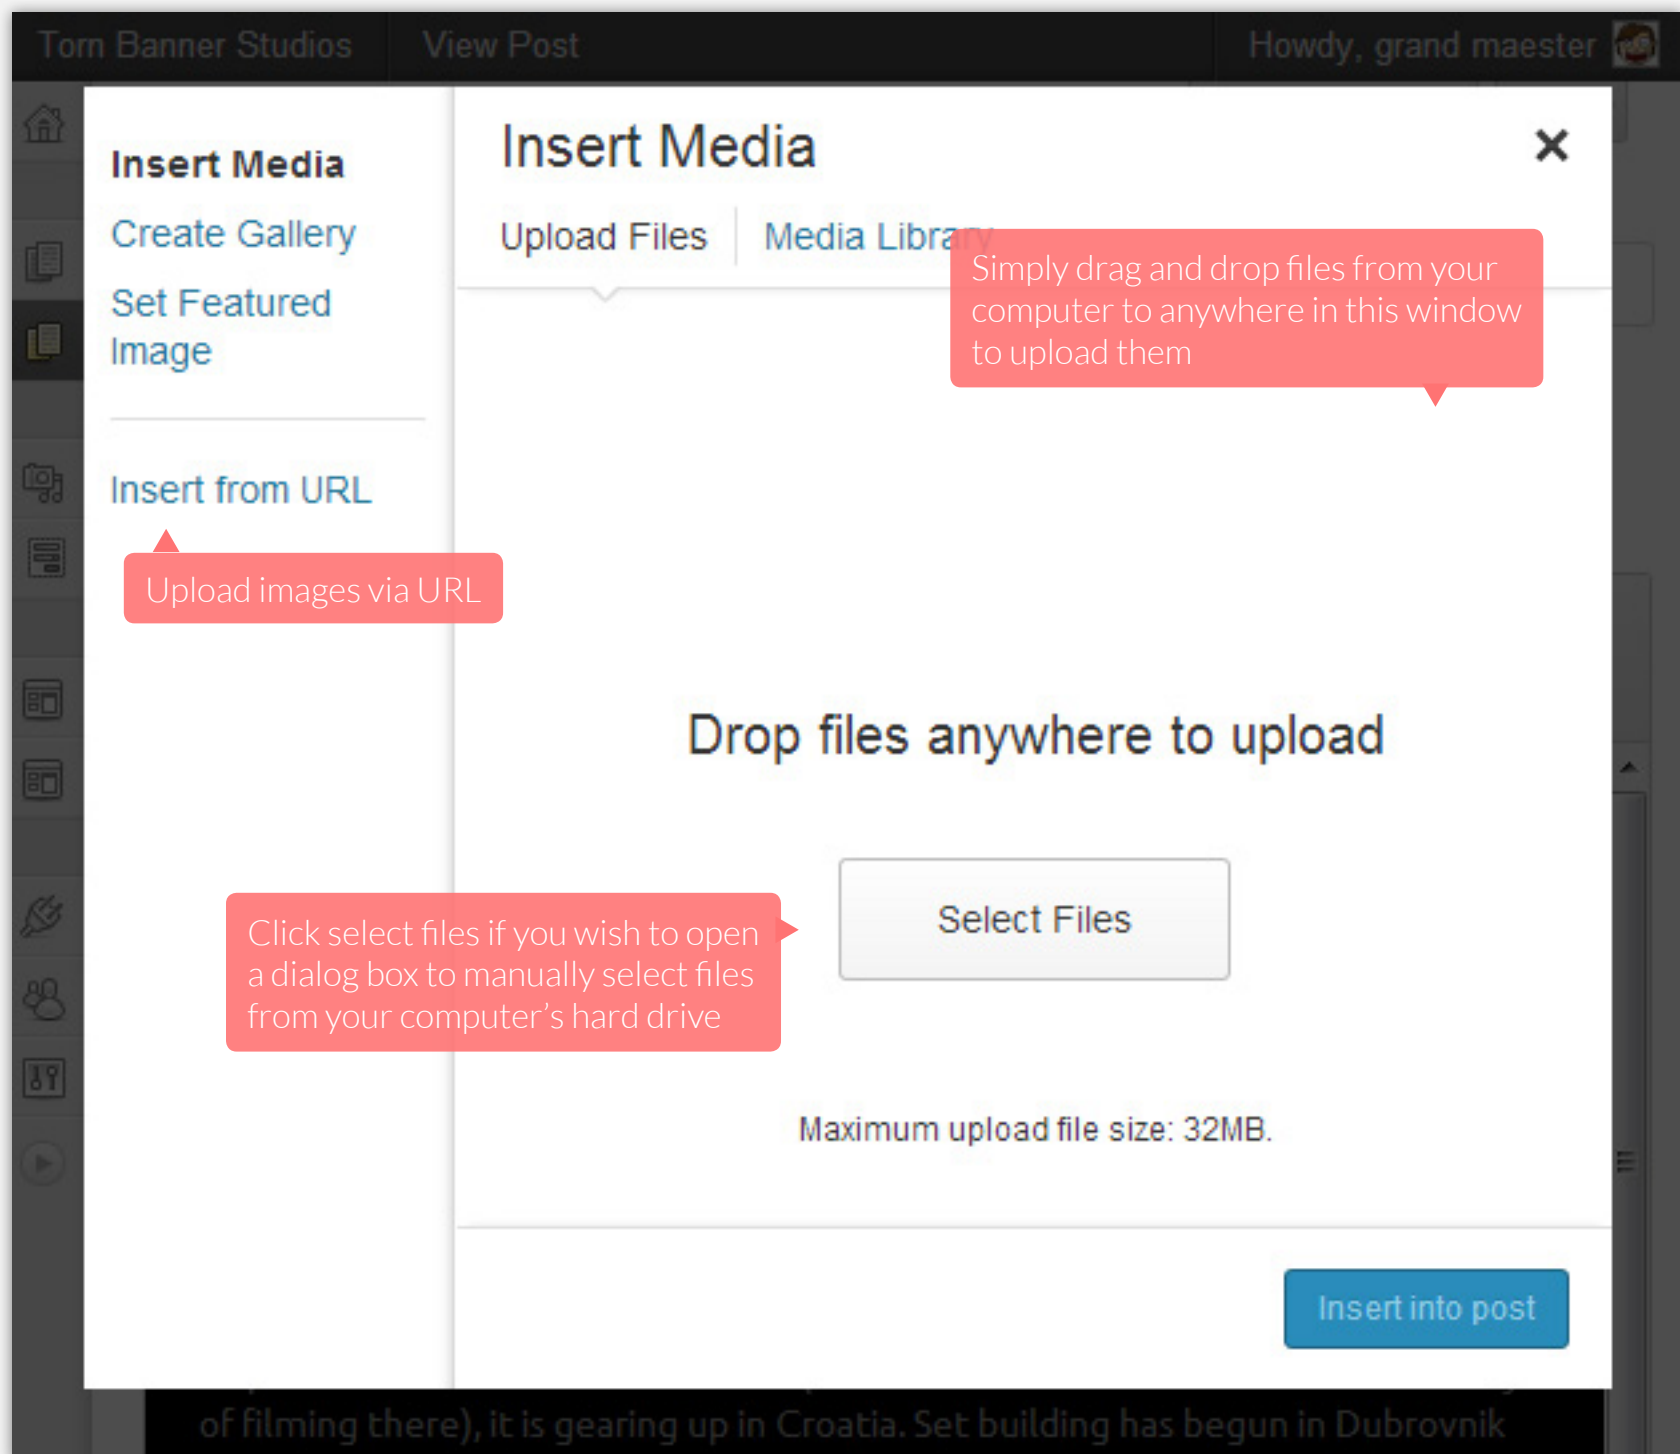 Torn Banner Studios
View Post
Howdy, grand maester
Insert Media
Create Gallery
Set Featured
Image
Insert from URL
Upload images via URL
Insert Media
Upload Files
Media Library
Simply drag and drop files from your
computer to anywhere in this window
to upload them
Drop files anywhere to upload
Select Files
Click select files if you wish to open
a dialog box to manually select files
from your computer’s hard drive
Maximum upload file size: 32MB.
Insert into post
of filming there), it is gearing up in Croatia. Set building has begun in Dubrovnik